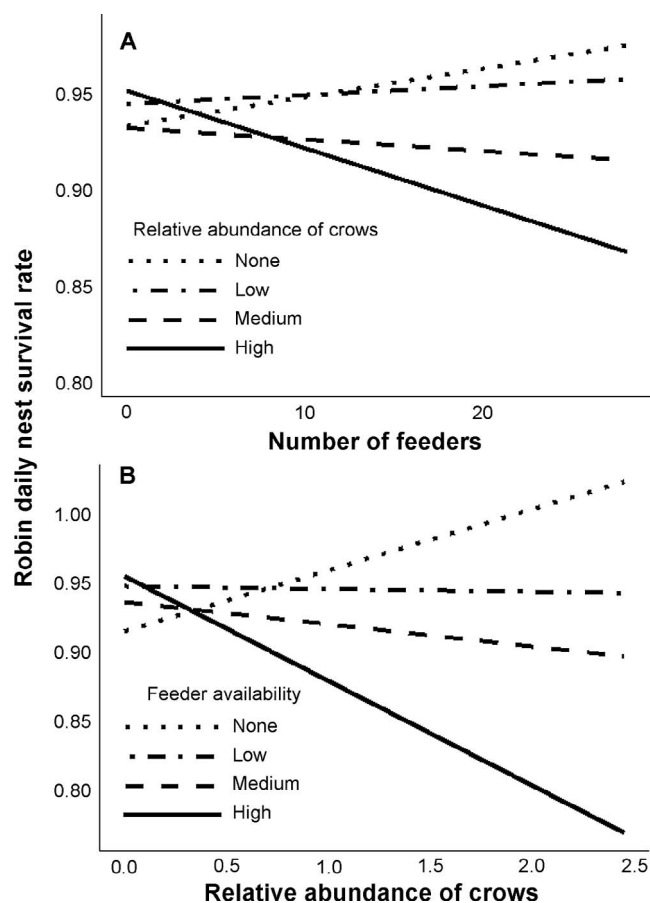 A
0.95
0.90
0.85
0.80
Relative abundance of crows
None
Low
Medium
High
0 10 20
Number of feeders
Robin daily nest survival rate
B
1.00
0.95
0.90
0.85
0.80
Feeder availability
None
Low
Medium
High
0.0 0.5 1.0 1.5 2.0 2.5
Relative abundance of crows